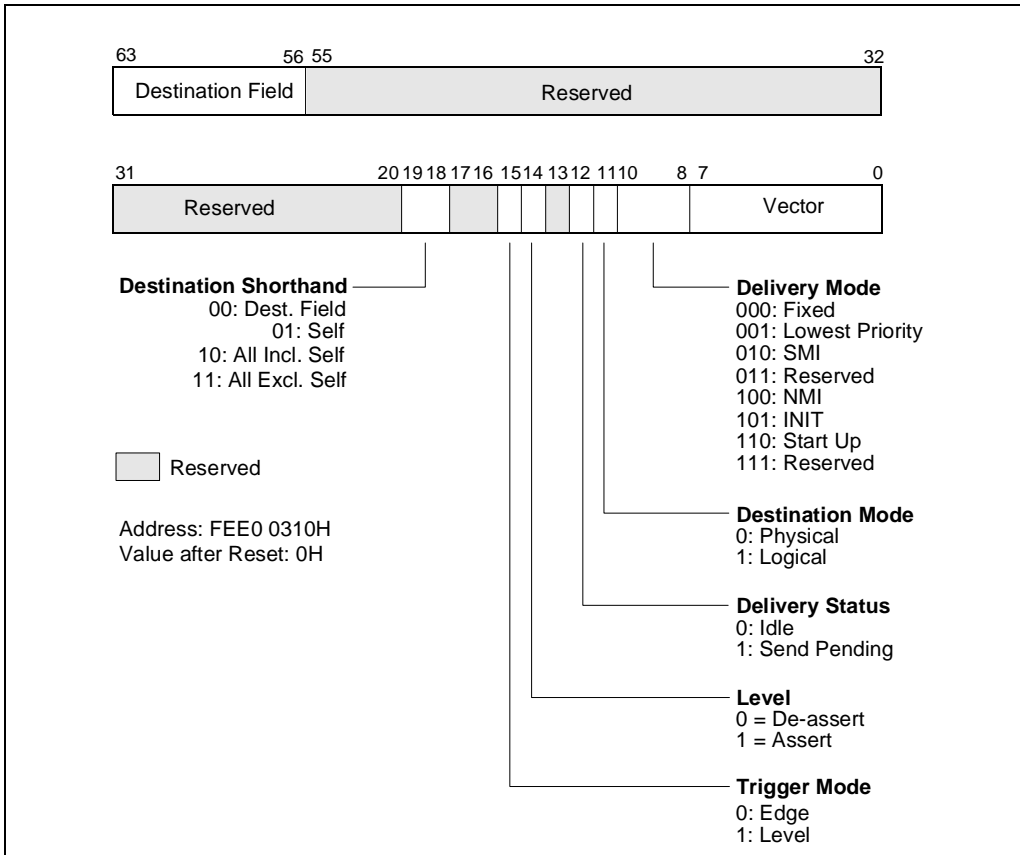 63 56 55 32
Destination Field Reserved
31 20 19 18 17 16 15 14 13 12 11 10 8 7 0
Reserved Vector
Destination Shorthand
00: Dest. Field
01: Self
10: All Incl. Self
11: All Excl. Self
Reserved
Address: FEE0 0310H
Value after Reset: 0H
Delivery Mode
000: Fixed
001: Lowest Priority
010: SMI
011: Reserved
100: NMI
101: INIT
110: Start Up
111: Reserved
Destination Mode
0: Physical
1: Logical
Delivery Status
0: Idle
1: Send Pending
Level
0 = De-assert
1 = Assert
Trigger Mode
0: Edge
1: Level